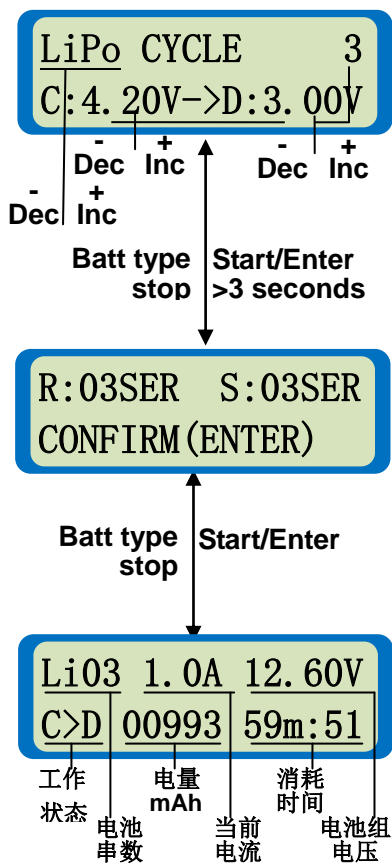 LiPo CYCLE 3
C:4.20V->D:3.00V
- + - +
Dec Inc Dec Inc
- +
Dec Inc
Batt type Start/Enter
stop >3 seconds
R:03SER S:03SER
CONFIRM(ENTER)
Batt type Start/Enter
stop
Li03 1.0A 12.60V
C>D 00993 59m:51
工作 电量 消耗
状态 mAh 时间
电池 当前 电池组
串数 电流 电压